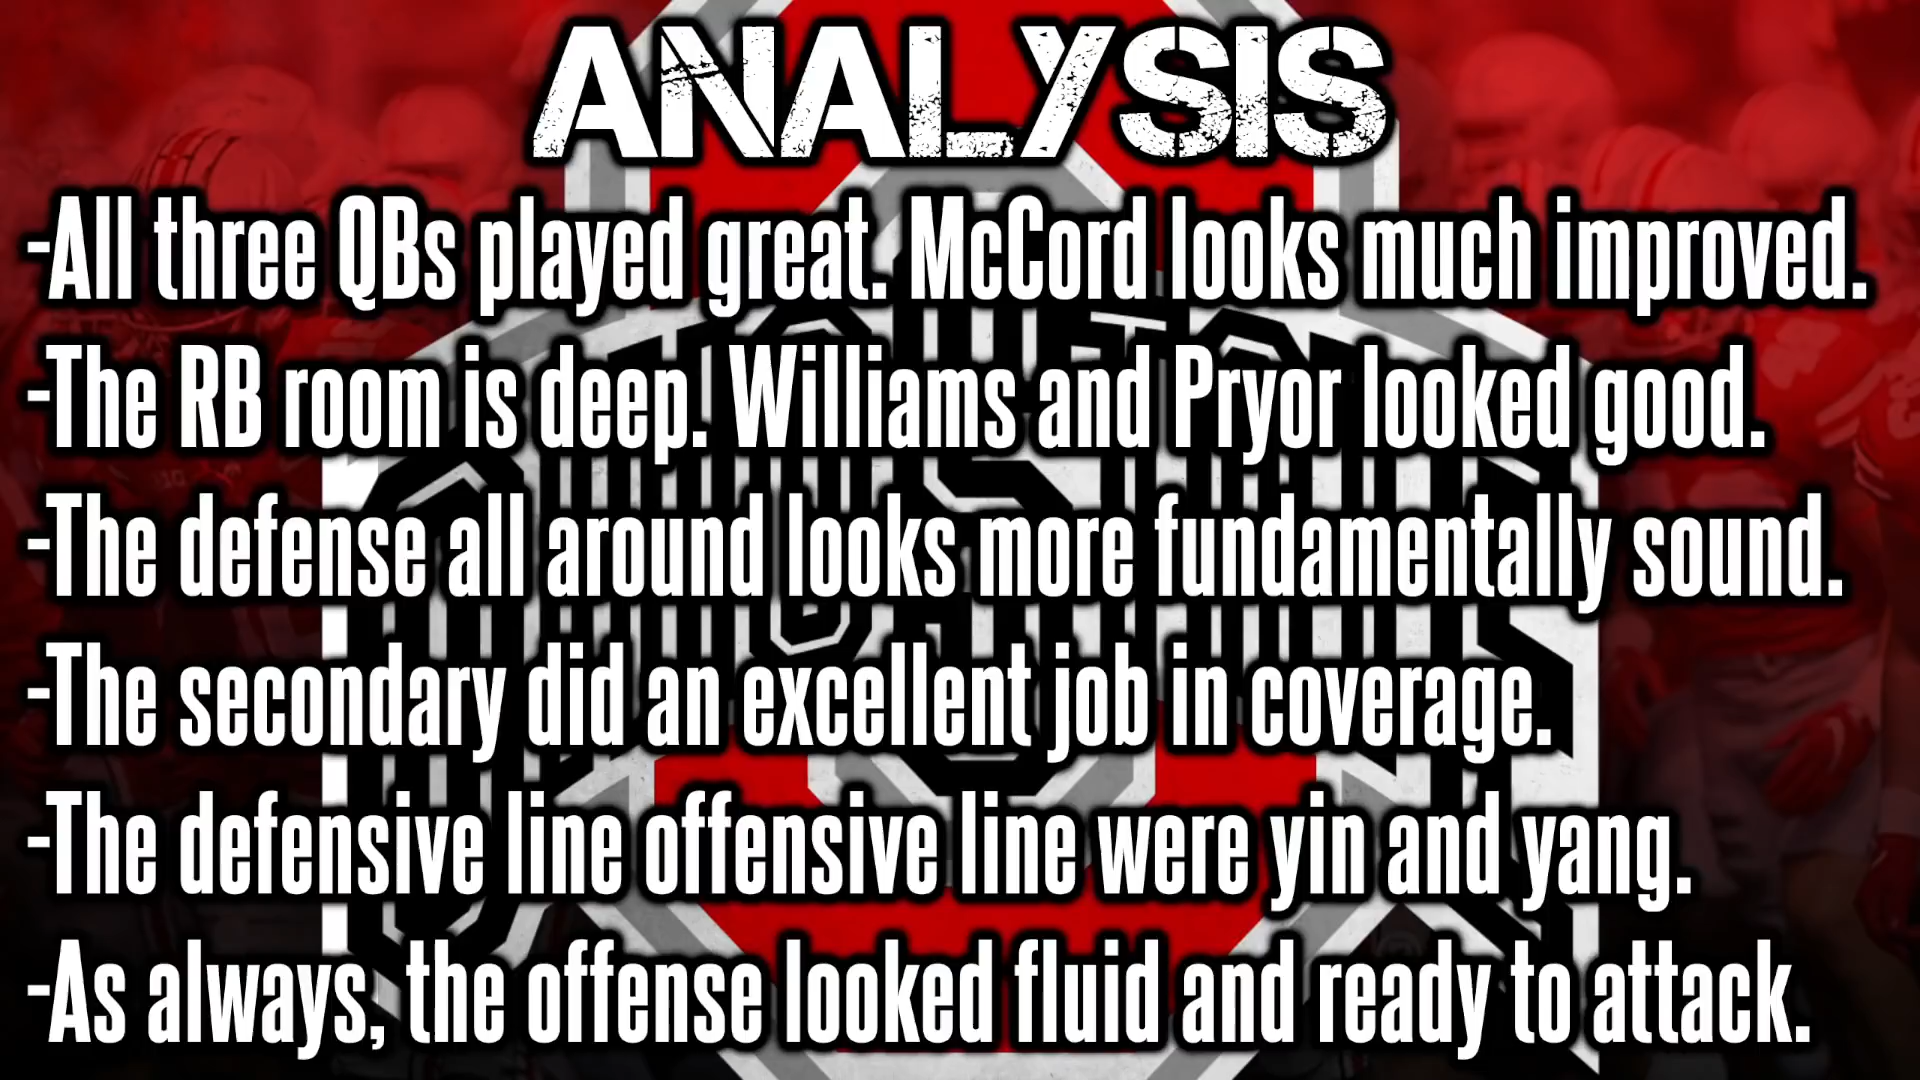 ANALYSIS
-All three QBs played great. McCord looks much improved.
-The RB room is deep. Williams and Pryor looked good.
-The defense all around looks more fundamentally sound.
-The secondary did an excellent job in coverage.
-The defensive line offensive line were yin and yang.
-As always, the offense looked fluid and ready to attack.